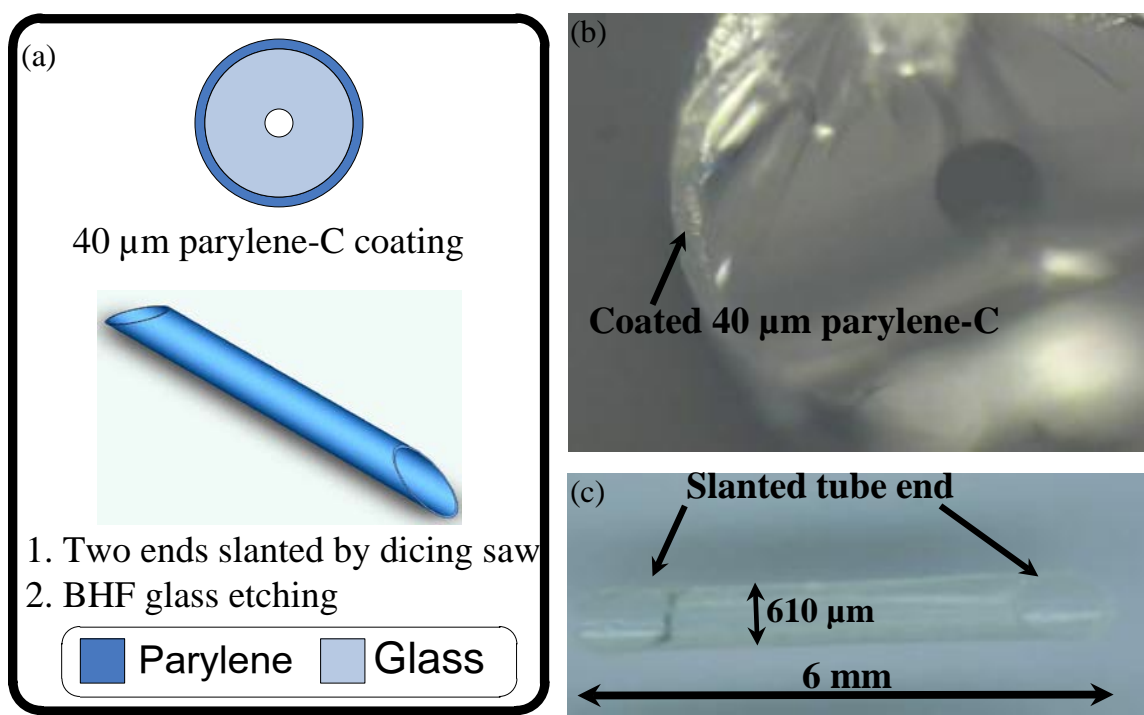 (a)
40 µm parylene-C coating
1. Two ends slanted by dicing saw
2. BHF glass etching
Parylene
Glass
(b)
Coated 40 µm parylene-C
(c)
Slanted tube end
610 µm
6 mm